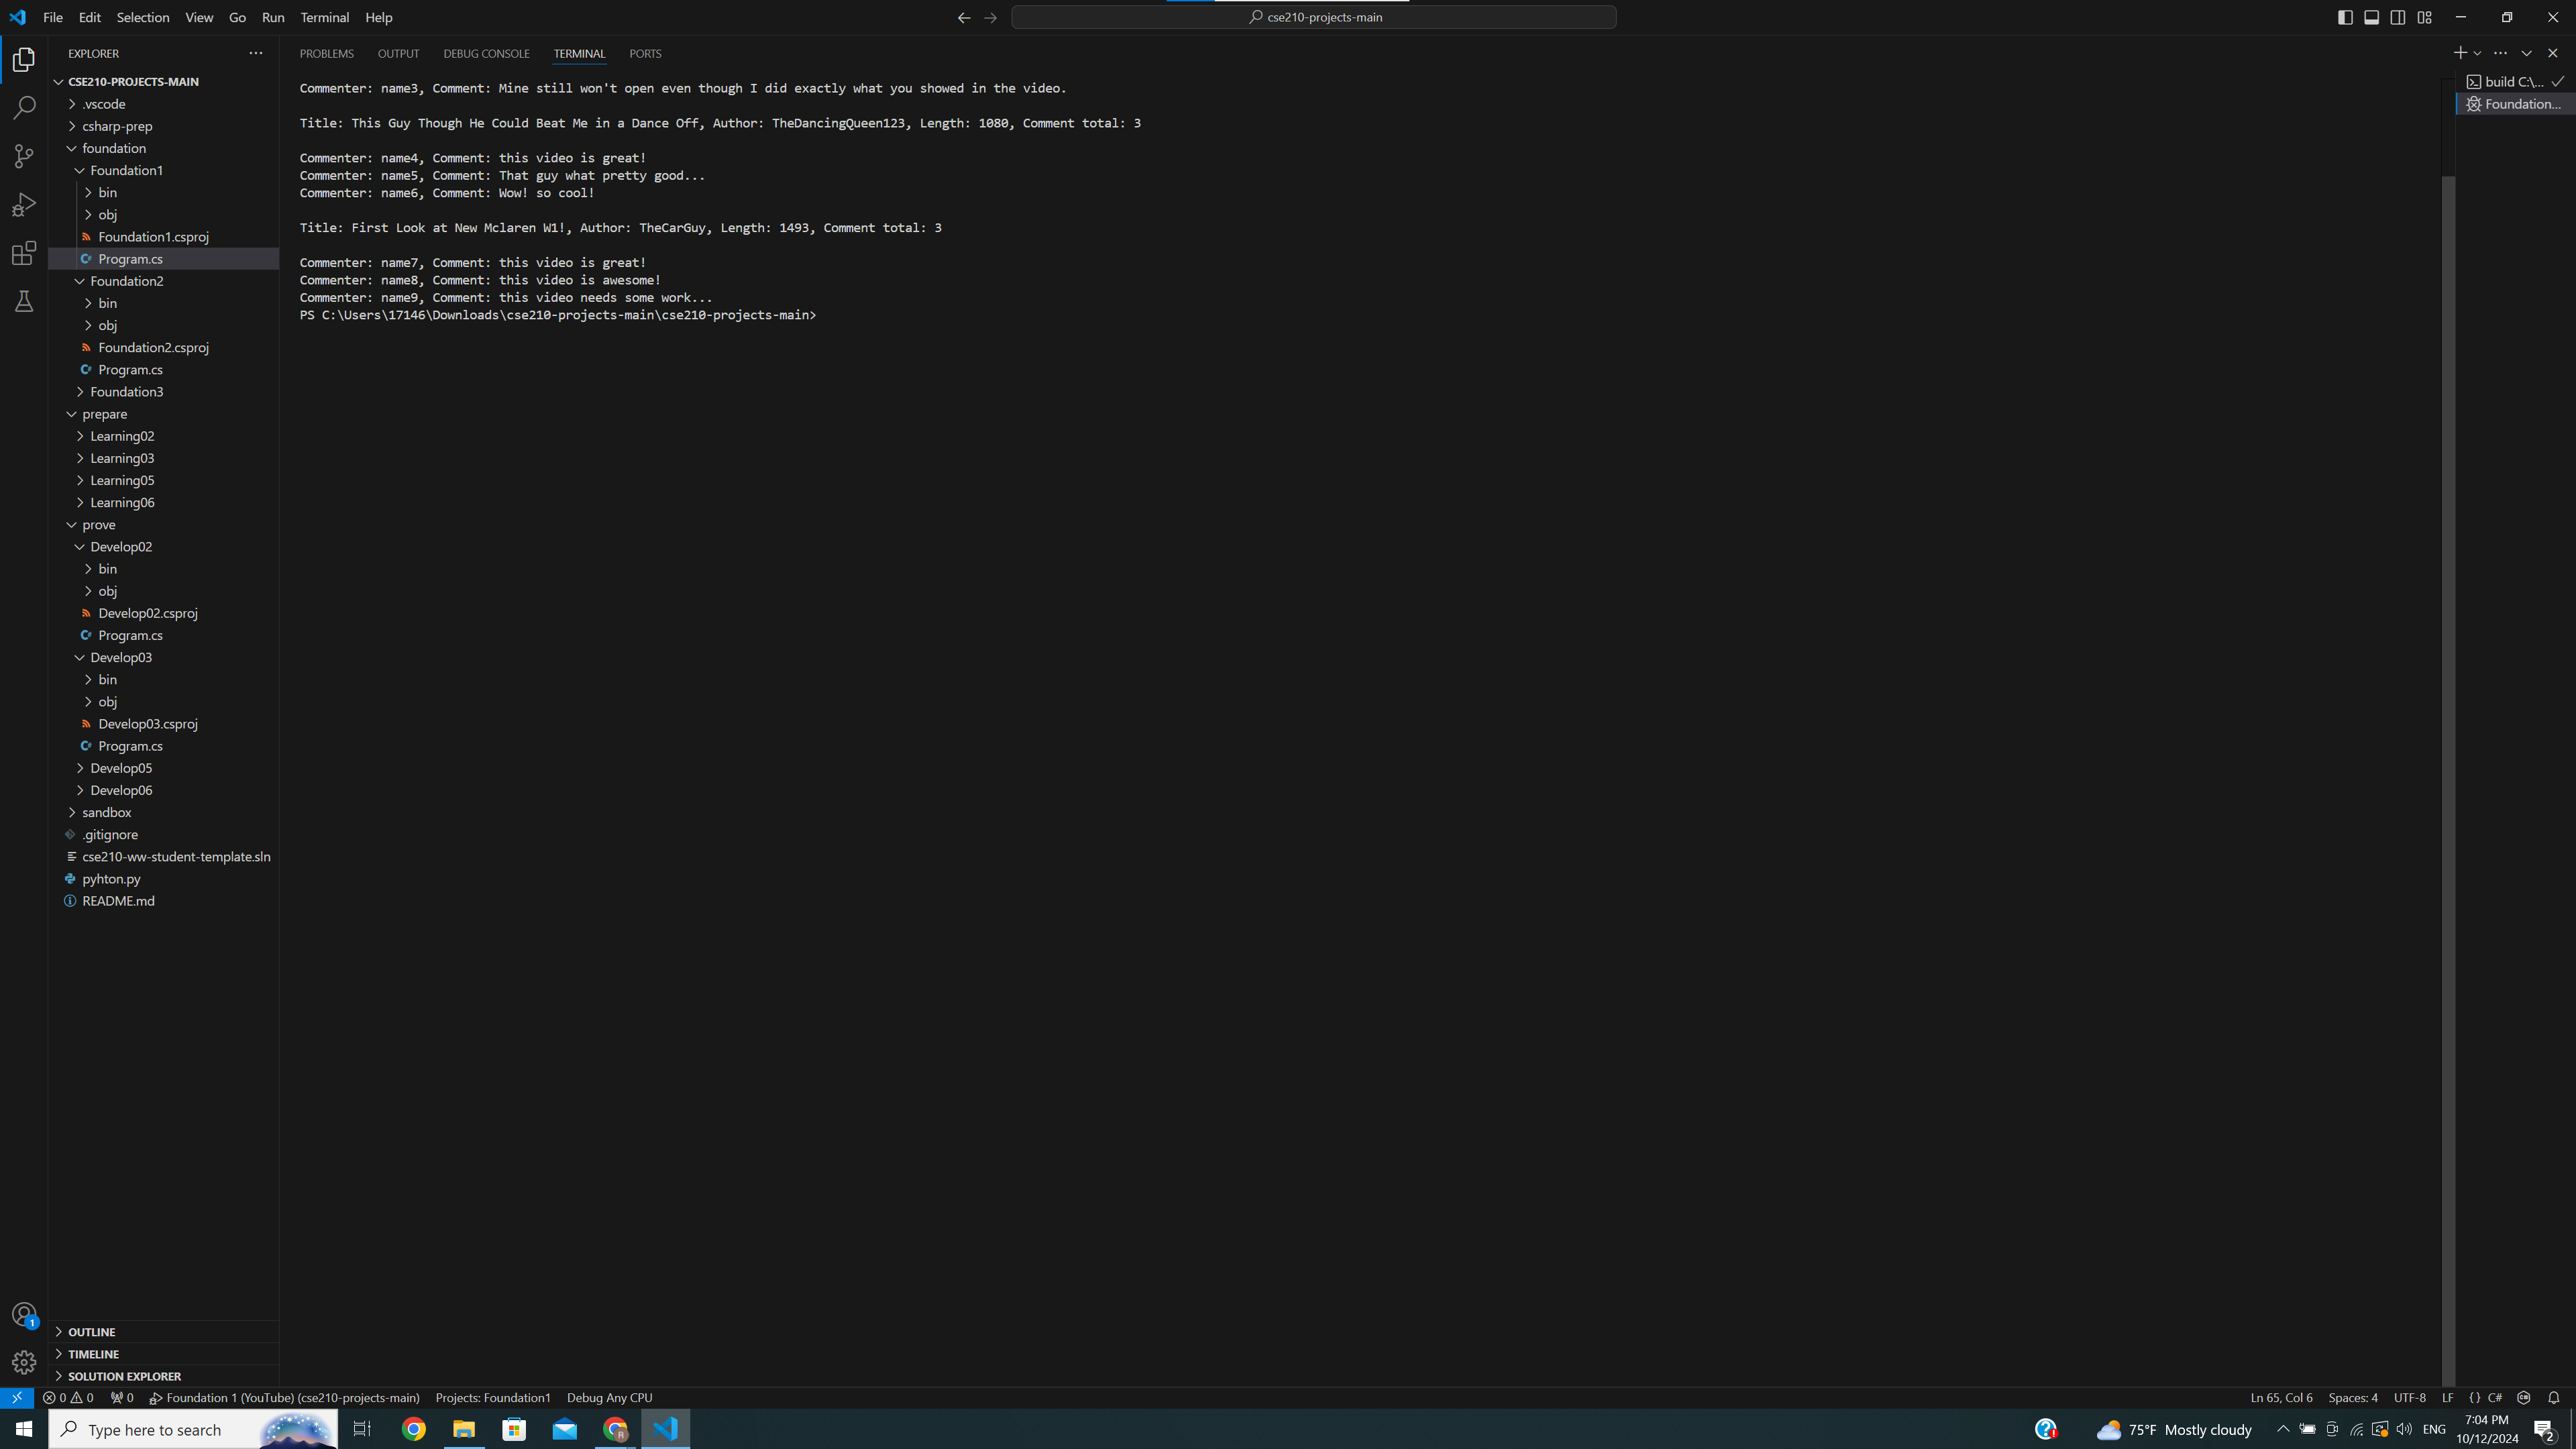 File Edit Selection View Go Run Terminal Help
cse210-projects-main
EXPLORER
CSE210-PROJECTS-MAIN
.vscode
csharp-prep
foundation
Foundation1
bin
obj
Foundation1.csproj
Program.cs
Foundation2
bin
obj
Foundation2.csproj
Program.cs
Foundation3
prepare
Learning02
Learning03
Learning05
Learning06
prove
Develop02
bin
obj
Develop02.csproj
Program.cs
Develop03
bin
obj
Develop03.csproj
Program.cs
Develop05
Develop06
sandbox
.gitignore
cse210-ww-student-template.sln
pyhton.py
README.md
OUTLINE
TIMELINE
SOLUTION EXPLORER
PROBLEMS OUTPUT DEBUG CONSOLE TERMINAL PORTS
Commenter: name3, Comment: Mine still won't open even though I did exactly what you showed in the video.
Title: This Guy Though He Could Beat Me in a Dance Off, Author: TheDancingQueen123, Length: 1080, Comment total: 3
Commenter: name4, Comment: this video is great!
Commenter: name5, Comment: That guy what pretty good...
Commenter: name6, Comment: Wow! so cool!
Title: First Look at New Mclaren W1!, Author: TheCarGuy, Length: 1493, Comment total: 3
Commenter: name7, Comment: this video is great!
Commenter: name8, Comment: this video is awesome!
Commenter: name9, Comment: this video needs some work...
PS C:\Users\17146\Downloads\cse210-projects-main\cse210-projects-main>
build C:\...
Foundation...
1
0 0 0 Foundation 1 (YouTube) (cse210-projects-main) Projects: Foundation1 Debug Any CPU
Ln 65, Col 6 Spaces: 4 UTF-8 LF {} C#
Type here to search
R
75°F Mostly cloudy
ENG
7:04 PM
10/12/2024
2